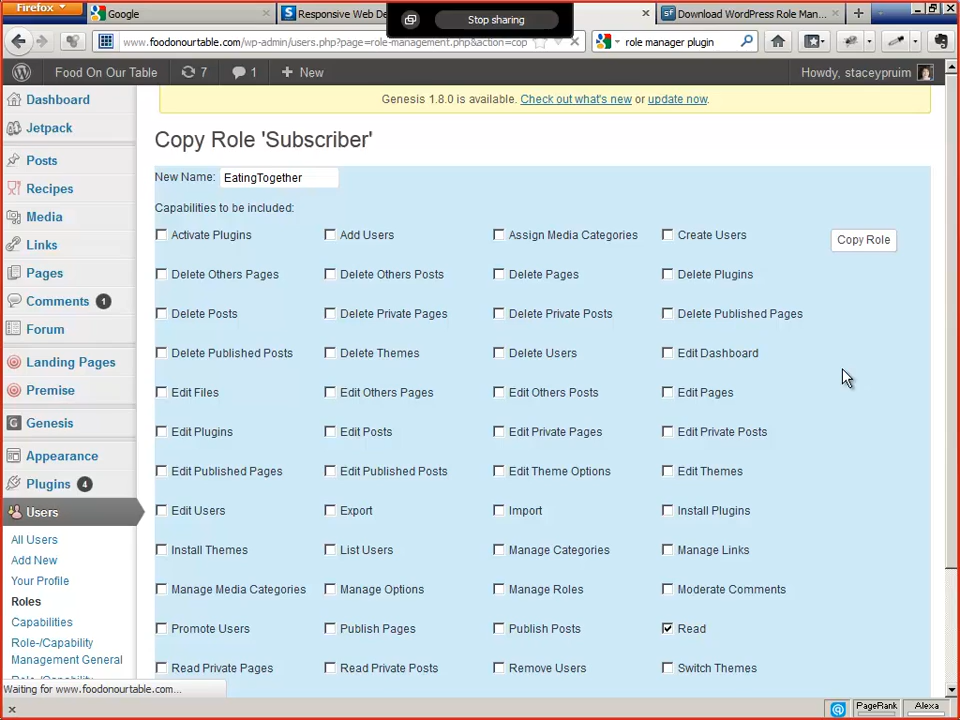 Firefox
Google
Responsive Web De
Stop sharing
Download WordPress Role Man...
www.foodonourtable.com/wp-admin/users.php?page=role-management.php&action=cop
role manager plugin
Food On Our Table
7
1
New
Howdy, staceypruim
Genesis 1.8.0 is available. Check out what's new or update now.
Dashboard
Jetpack
Posts
Recipes
Media
Links
Pages
Comments 1
Forum
Landing Pages
Premise
Genesis
Appearance
Plugins 4
Users
All Users
Add New
Your Profile
Roles
Capabilities
Role-/Capability
Management General
Copy Role 'Subscriber'
New Name: EatingTogether
Capabilities to be included:
Activate Plugins Add Users Assign Media Categories Create Users
Copy Role
Delete Others Pages Delete Others Posts Delete Pages Delete Plugins
Delete Posts Delete Private Pages Delete Private Posts Delete Published Pages
Delete Published Posts Delete Themes Delete Users Edit Dashboard
Edit Files Edit Others Pages Edit Others Posts Edit Pages
Edit Plugins Edit Posts Edit Private Pages Edit Private Posts
Edit Published Pages Edit Published Posts Edit Theme Options Edit Themes
Edit Users Export Import Install Plugins
Install Themes List Users Manage Categories Manage Links
Manage Media Categories Manage Options Manage Roles Moderate Comments
Promote Users Publish Pages Publish Posts Read
Read Private Pages Read Private Posts Remove Users Switch Themes
Waiting for www.foodonourtable.com...
PageRank
Alexa